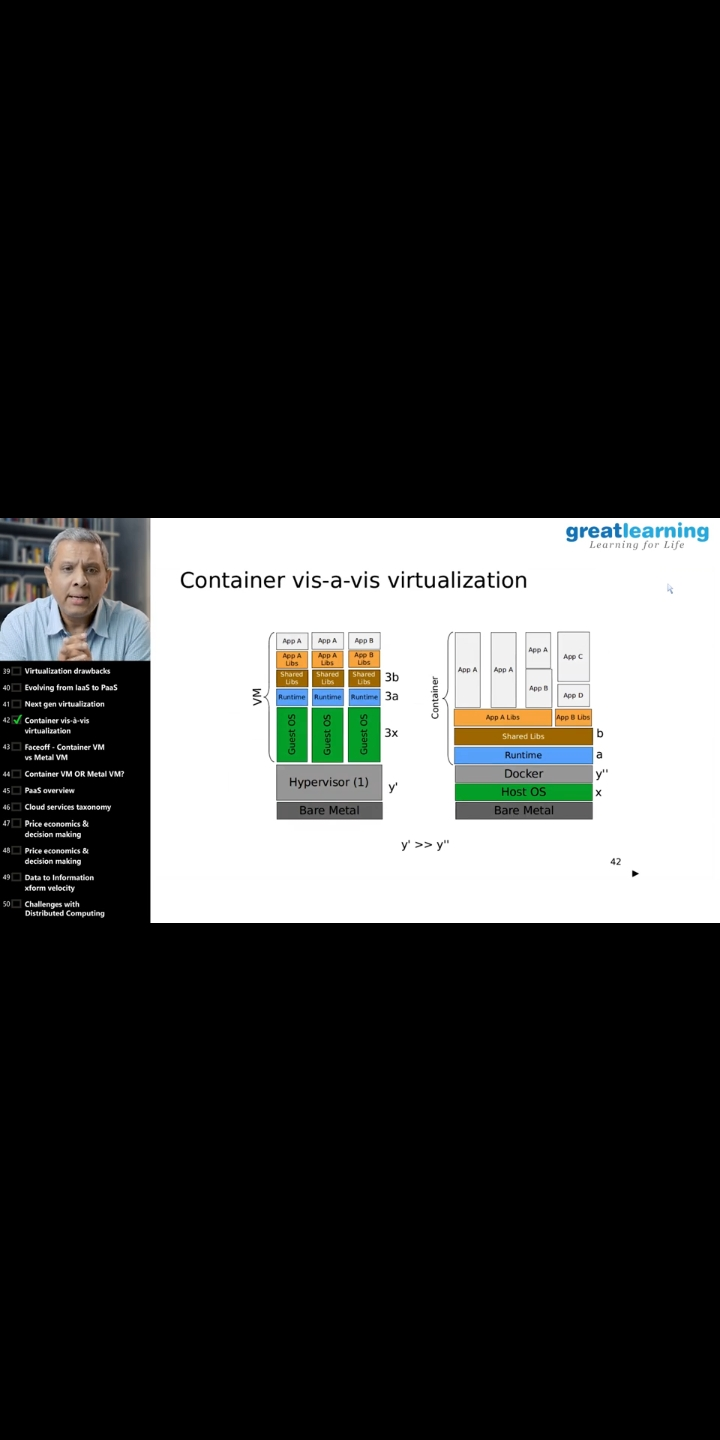 greatlearning
Learning for Life
Container vis-a-vis virtualization
39 Virtualization drawbacks
40 Evolving from IaaS to PaaS
41 Next gen virtualization
42 Container vis-à-vis
virtualization
43 Faceoff - Container VM
vs Metal VM
44 Container VM OR Metal VM?
45 PaaS overview
46 Cloud services taxonomy
47 Price economics &
decision making
48 Price economics &
decision making
49 Data to Information
xform velocity
50 Challenges with
Distributed Computing
VM
App A App A App B
App A App A App B
Libs Libs Libs
Shared Shared Shared
Libs Libs Libs
3b
Runtime Runtime Runtime 3a
Guest OS Guest OS Guest OS 3x
Hypervisor (1) y'
Bare Metal
Container
App A App A App A App C
App B App D
App A Libs App B Libs
Shared Libs b
Runtime a
Docker y''
Host OS x
Bare Metal
y' >> y''
42